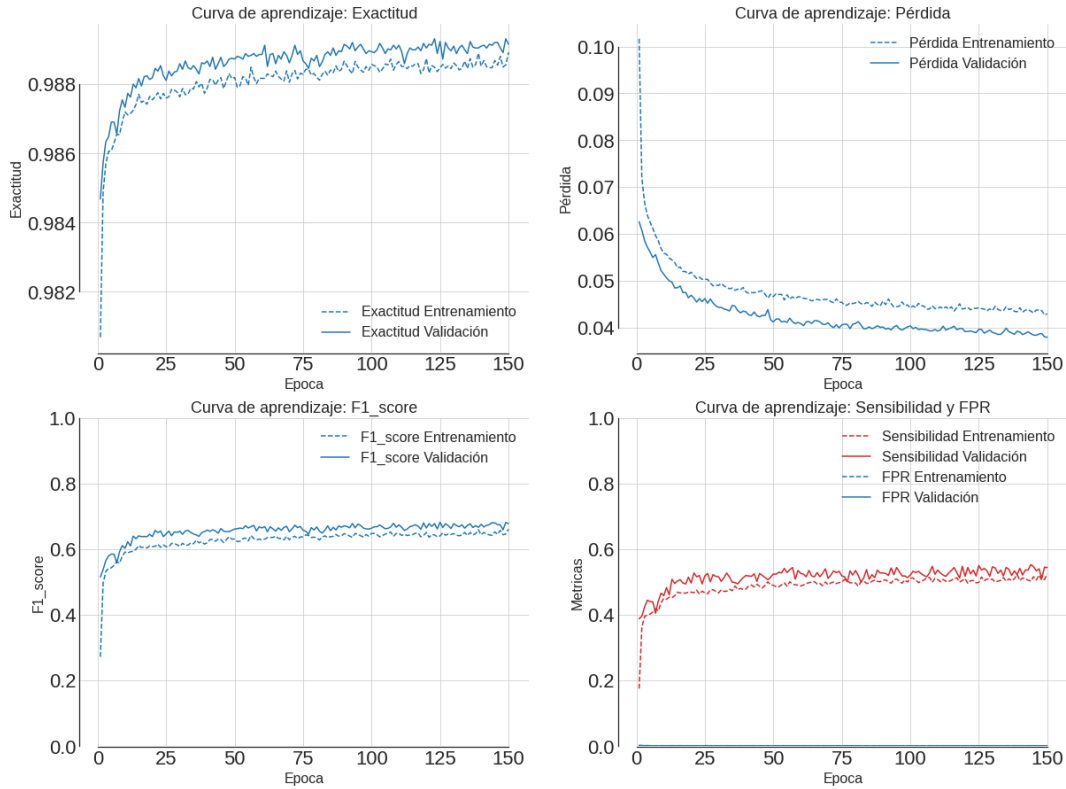 Curva de aprendizaje: Exactitud
0.988
0.986
0.984
0.982
Exactitud
Exactitud Entrenamiento
Exactitud Validación
0 25 50 75 100 125 150
Epoca
Curva de aprendizaje: Pérdida
0.10
0.09
0.08
0.07
0.06
0.05
0.04
Pérdida
Pérdida Entrenamiento
Pérdida Validación
0 25 50 75 100 125 150
Epoca
Curva de aprendizaje: F1_score
1.0
0.8
0.6
0.4
0.2
0.0
F1_score
F1_score Entrenamiento
F1_score Validación
0 25 50 75 100 125 150
Epoca
Curva de aprendizaje: Sensibilidad y FPR
1.0
0.8
0.6
0.4
0.2
0.0
Metricas
Sensibilidad Entrenamiento
Sensibilidad Validación
FPR Entrenamiento
FPR Validación
0 25 50 75 100 125 150
Epoca